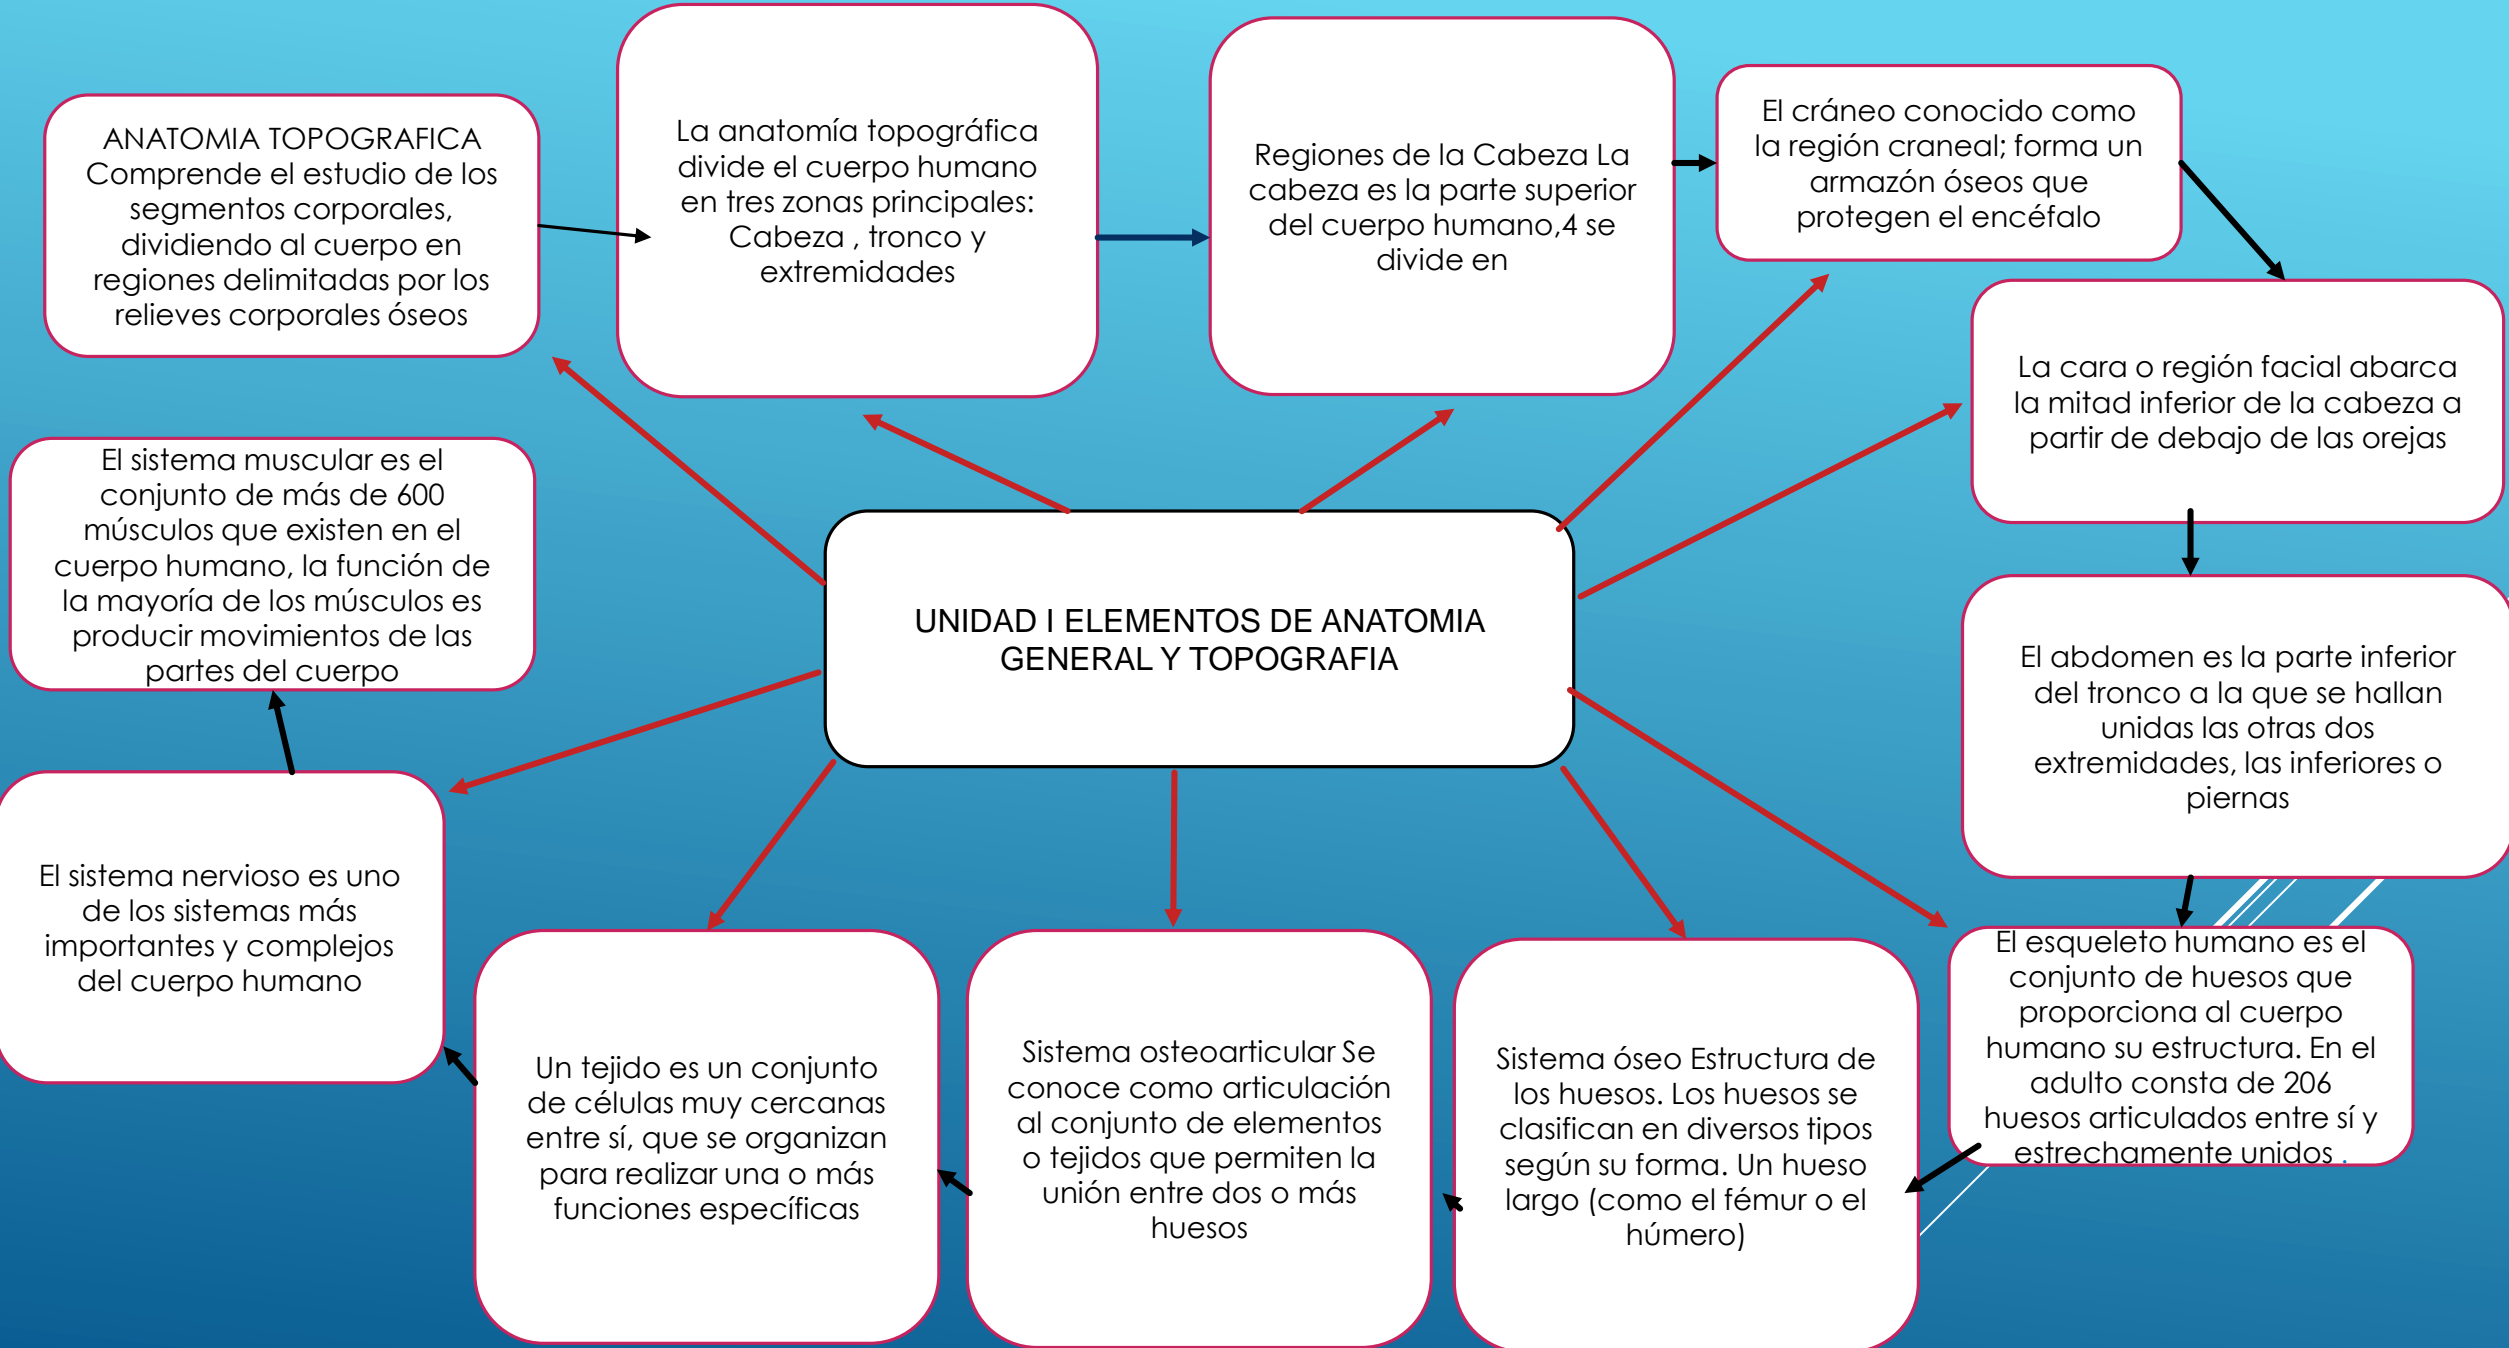 ANATOMIA TOPOGRAFICA
Comprende el estudio de los
segmentos corporales,
dividiendo al cuerpo en
regiones delimitadas por los
relieves corporales óseos
La anatomía topográfica
divide el cuerpo humano
en tres zonas principales:
Cabeza , tronco y
extremidades
Regiones de la Cabeza La
cabeza es la parte superior
del cuerpo humano,4 se
divide en
El cráneo conocido como
la región craneal; forma un
armazón óseos que
protegen el encéfalo
La cara o región facial abarca
la mitad inferior de la cabeza a
partir de debajo de las orejas
El abdomen es la parte inferior
del tronco a la que se hallan
unidas las otras dos
extremidades, las inferiores o
piernas
El esqueleto humano es el
conjunto de huesos que
proporciona al cuerpo
humano su estructura. En el
adulto consta de 206
huesos articulados entre sí y
estrechamente unidos .
Sistema óseo Estructura de
los huesos. Los huesos se
clasifican en diversos tipos
según su forma. Un hueso
largo (como el fémur o el
húmero)
Sistema osteoarticular Se
conoce como articulación
al conjunto de elementos
o tejidos que permiten la
unión entre dos o más
huesos
Un tejido es un conjunto
de células muy cercanas
entre sí, que se organizan
para realizar una o más
funciones específicas
El sistema nervioso es uno
de los sistemas más
importantes y complejos
del cuerpo humano
El sistema muscular es el
conjunto de más de 600
músculos que existen en el
cuerpo humano, la función de
la mayoría de los músculos es
producir movimientos de las
partes del cuerpo
UNIDAD I ELEMENTOS DE ANATOMIA
GENERAL Y TOPOGRAFIA